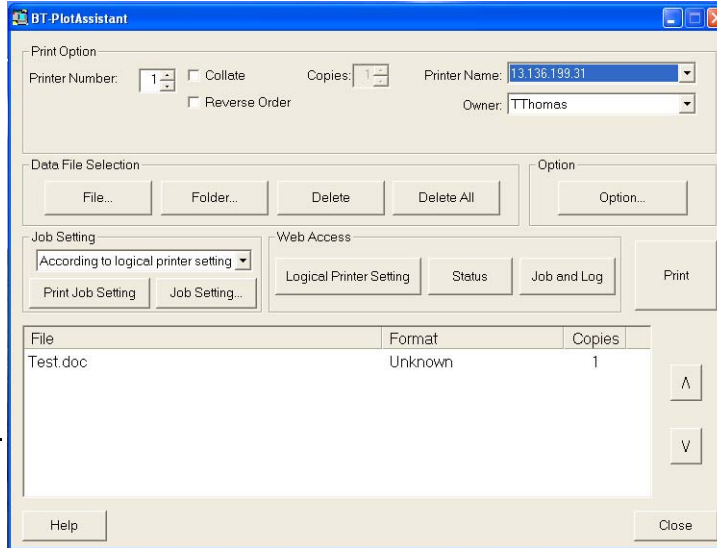 BT-PlotAssistant
Print Option
Printer Number: 1 Collate Copies: 1 Printer Name: 13.136.199.31
Reverse Order Owner: TThomas
Data File Selection Option
File... Folder... Delete Delete All Option...
Job Setting Web Access
According to logical printer setting
Logical Printer Setting Status Job and Log Print
Print Job Setting Job Setting...
File Format Copies
Test.doc Unknown 1
Help Close